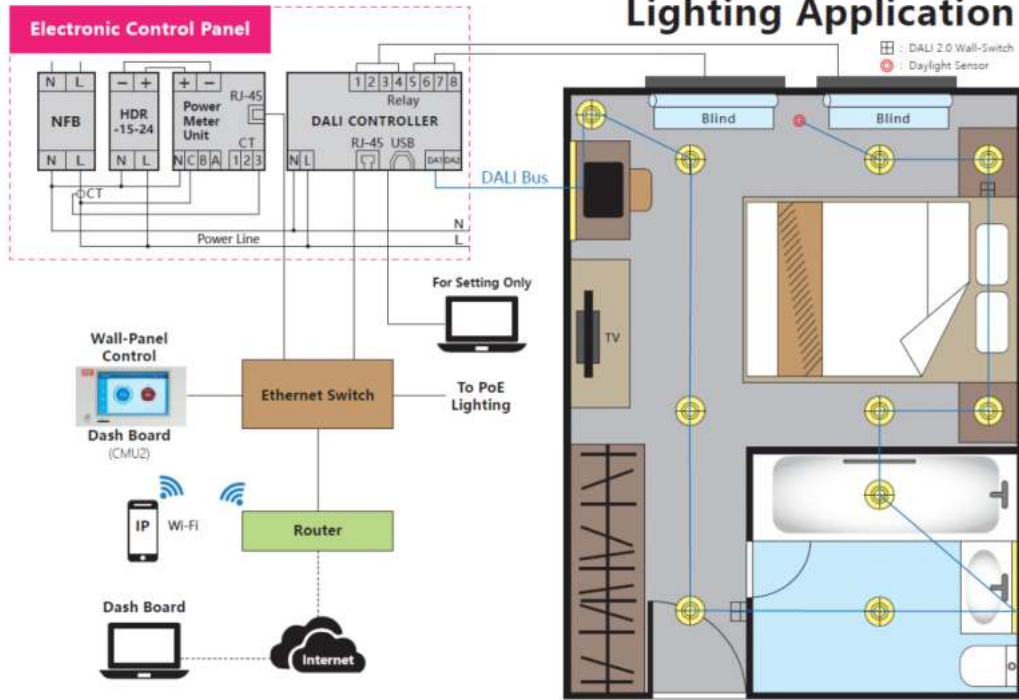 Lighting Application
Electronic Control Panel
: DALI 2.0 Wall-Switch
: Daylight Sensor
N L
NFB
N L
− +
HDR
-15-24
N L
+ −
Power
Meter
Unit
RJ-45
CT
N C B A 1 2 3
1 2 3 4 5 6 7 8
Relay
DALI CONTROLLER
RJ-45 USB
N L
DA1 DA2
CT
DALI Bus
N
Power Line
L
Blind
Blind
TV
For Setting Only
Wall-Panel
Control
Dash Board
(CMU2)
Ethernet Switch
To PoE
Lighting
IP
Wi-Fi
Router
Dash Board
Internet